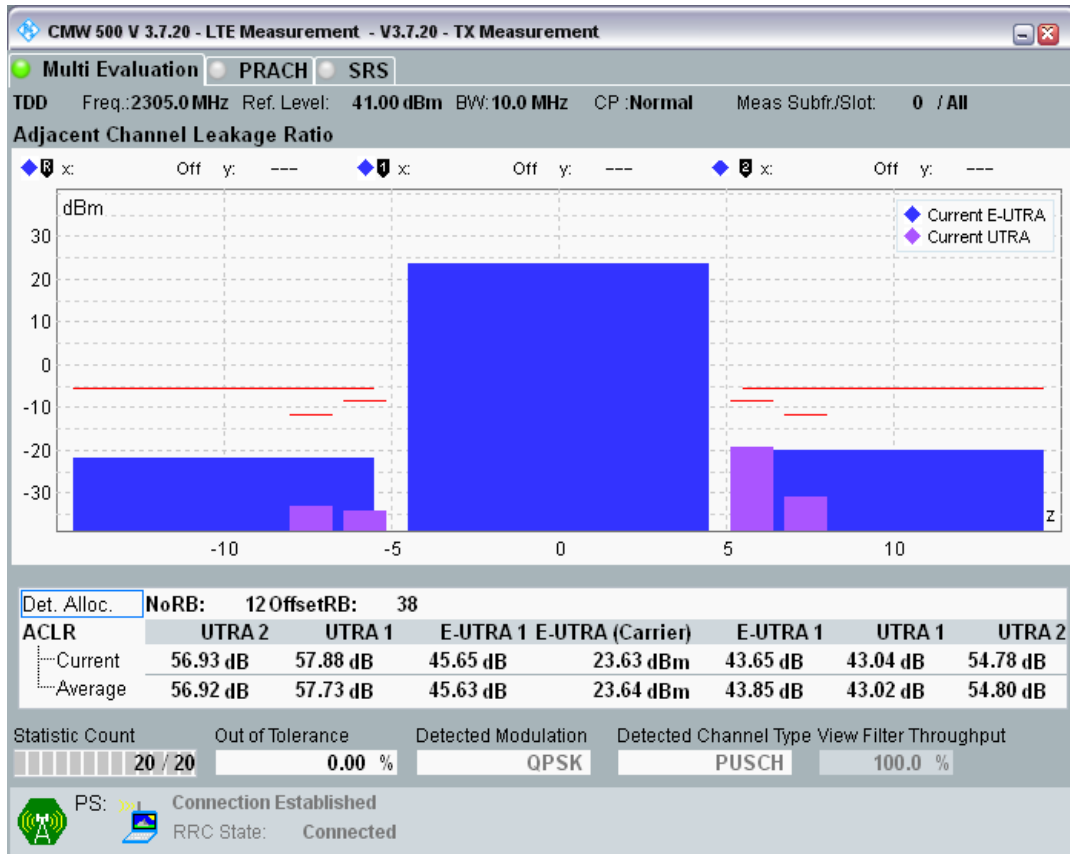 CMW 500 V 3.7.20 - LTE Measurement - V3.7.20 - TX Measurement
Multi Evaluation PRACH SRS
TDD Freq.:2305.0 MHz Ref. Level: 41.00 dBm BW:10.0 MHz CP :Normal Meas Subfr./Slot: 0 / All
Adjacent Channel Leakage Ratio
R x: Off y: --- 1 x: Off y: --- 2 x: Off y: ---
dBm
Current E-UTRA
Current UTRA
30
20
10
0
-10
-20
-30
z
-10 -5 0 5 10
Det. Alloc. NoRB: 12 OffsetRB: 38
ACLR UTRA 2 UTRA 1 E-UTRA 1 E-UTRA (Carrier) E-UTRA 1 UTRA 1 UTRA 2
Current 56.93 dB 57.88 dB 45.65 dB 23.63 dBm 43.65 dB 43.04 dB 54.78 dB
Average 56.92 dB 57.73 dB 45.63 dB 23.64 dBm 43.85 dB 43.02 dB 54.80 dB
Statistic Count Out of Tolerance Detected Modulation Detected Channel Type View Filter Throughput
20 / 20 0.00 % QPSK PUSCH 100.0 %
PS: Connection Established
RRC State: Connected